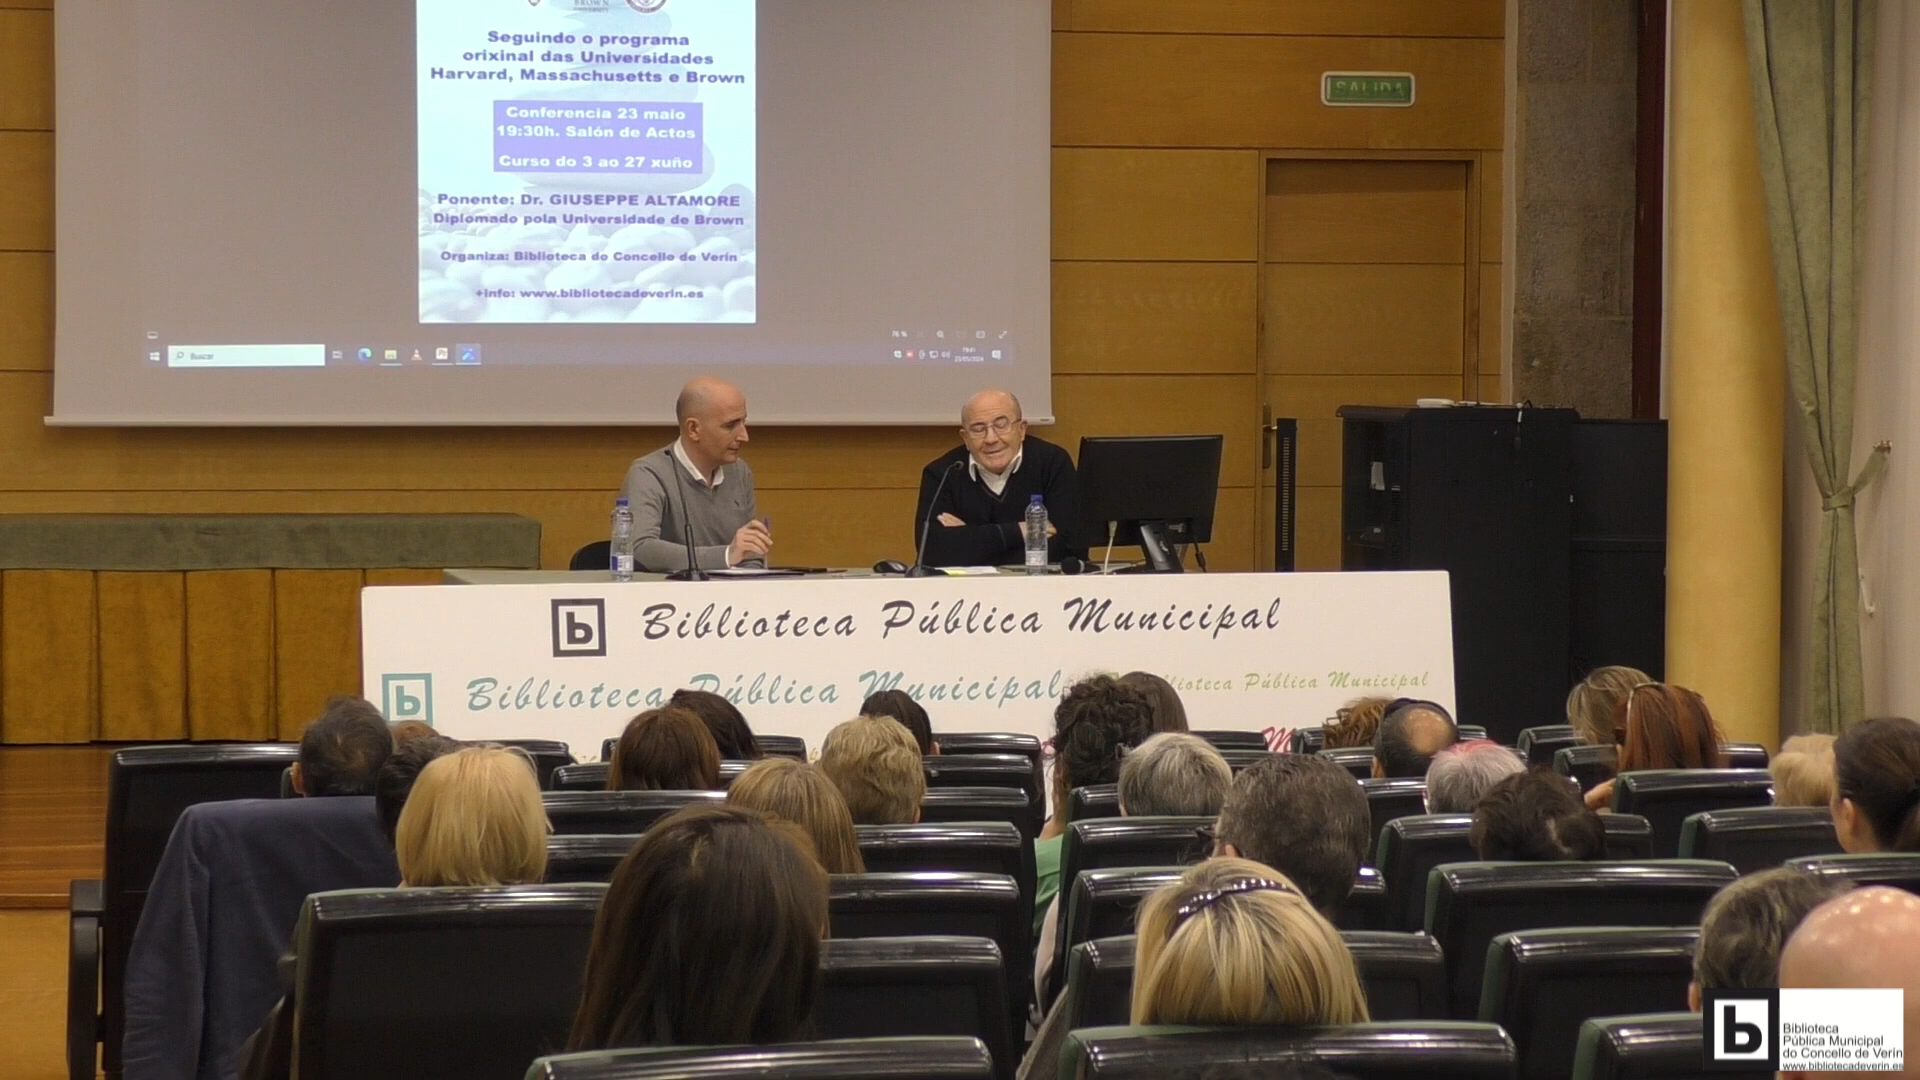 BROWN
Seguindo o programa
orixinal das Universidades
Harvard, Massachusetts e Brown
Conferencia 23 maio
19:30h. Salón de Actos
Curso do 3 ao 27 xuño
Ponente: Dr. GIUSEPPE ALTAMORE
Diplomado pola Universidade de Brown
Organiza: Biblioteca do Concello de Verín
+info: www.bibliotecadeverin.es
SALIDA
Buscar
b Biblioteca Pública Municipal
b Biblioteca Pública Municipal
Biblioteca Pública Municipal
b
Biblioteca
Pública Municipal
do Concello de Verín
www.bibliotecadeverin.es